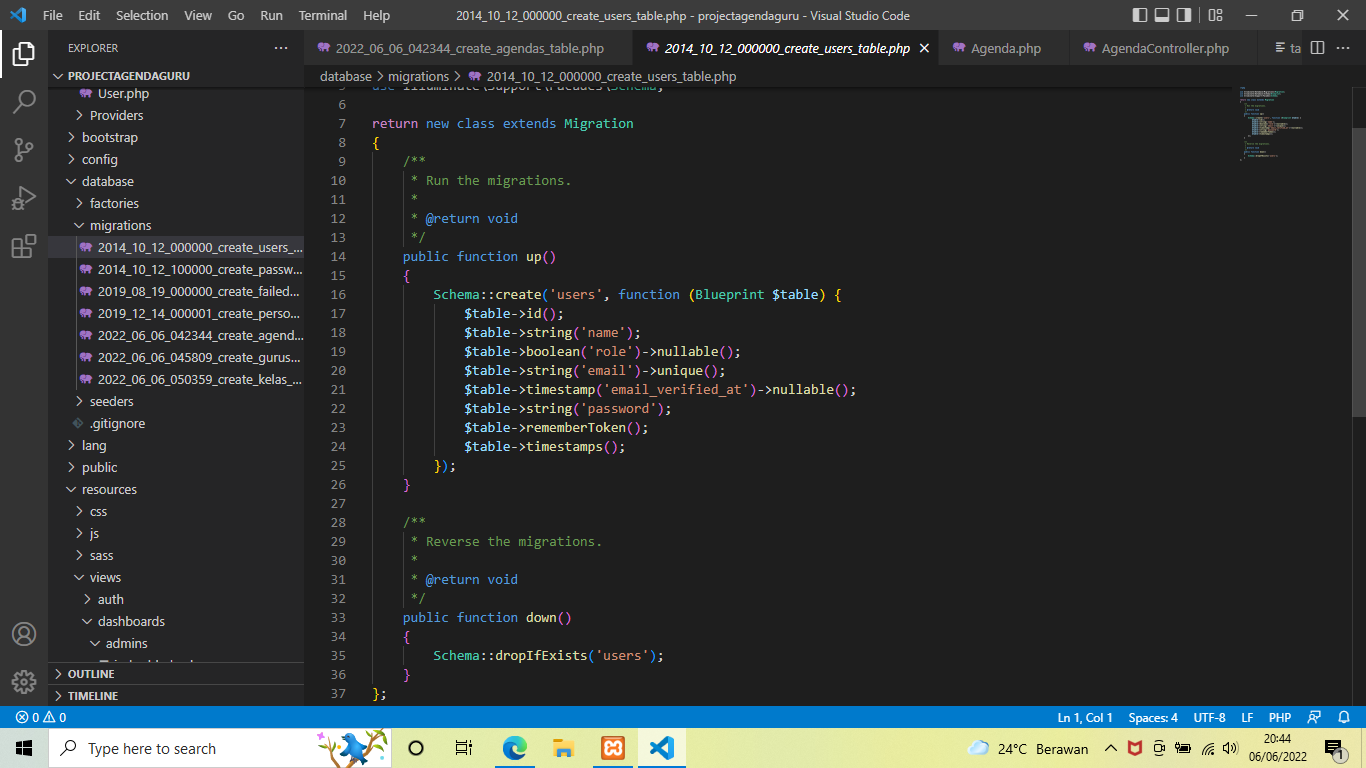 File Edit Selection View Go Run Terminal Help 2014_10_12_000000_create_users_table.php - projectagendaguru - Visual Studio Code
EXPLORER
2022_06_06_042344_create_agendas_table.php 2014_10_12_000000_create_users_table.php Agenda.php AgendaController.php ta
PROJECTAGENDAGURU
User.php
Providers
bootstrap
config
database
factories
migrations
2014_10_12_000000_create_users_...
2014_10_12_100000_create_passw...
2019_08_19_000000_create_failed...
2019_12_14_000001_create_perso...
2022_06_06_042344_create_agend...
2022_06_06_045809_create_gurus...
2022_06_06_050359_create_kelas_...
seeders
.gitignore
lang
public
resources
css
js
sass
views
auth
dashboards
admins
OUTLINE
TIMELINE
database > migrations > 2014_10_12_000000_create_users_table.php
5 use Illuminate\Support\Facades\Schema;
6
7 return new class extends Migration
8 {
9 /**
10 * Run the migrations.
11 *
12 * @return void
13 */
14 public function up()
15 {
16 Schema::create('users', function (Blueprint $table) {
17 $table->id();
18 $table->string('name');
19 $table->boolean('role')->nullable();
20 $table->string('email')->unique();
21 $table->timestamp('email_verified_at')->nullable();
22 $table->string('password');
23 $table->rememberToken();
24 $table->timestamps();
25 });
26 }
27
28 /**
29 * Reverse the migrations.
30 *
31 * @return void
32 */
33 public function down()
34 {
35 Schema::dropIfExists('users');
36 }
37 };
0 0 Ln 1, Col 1 Spaces: 4 UTF-8 LF PHP
Type here to search 24°C Berawan 20:44
06/06/2022 1